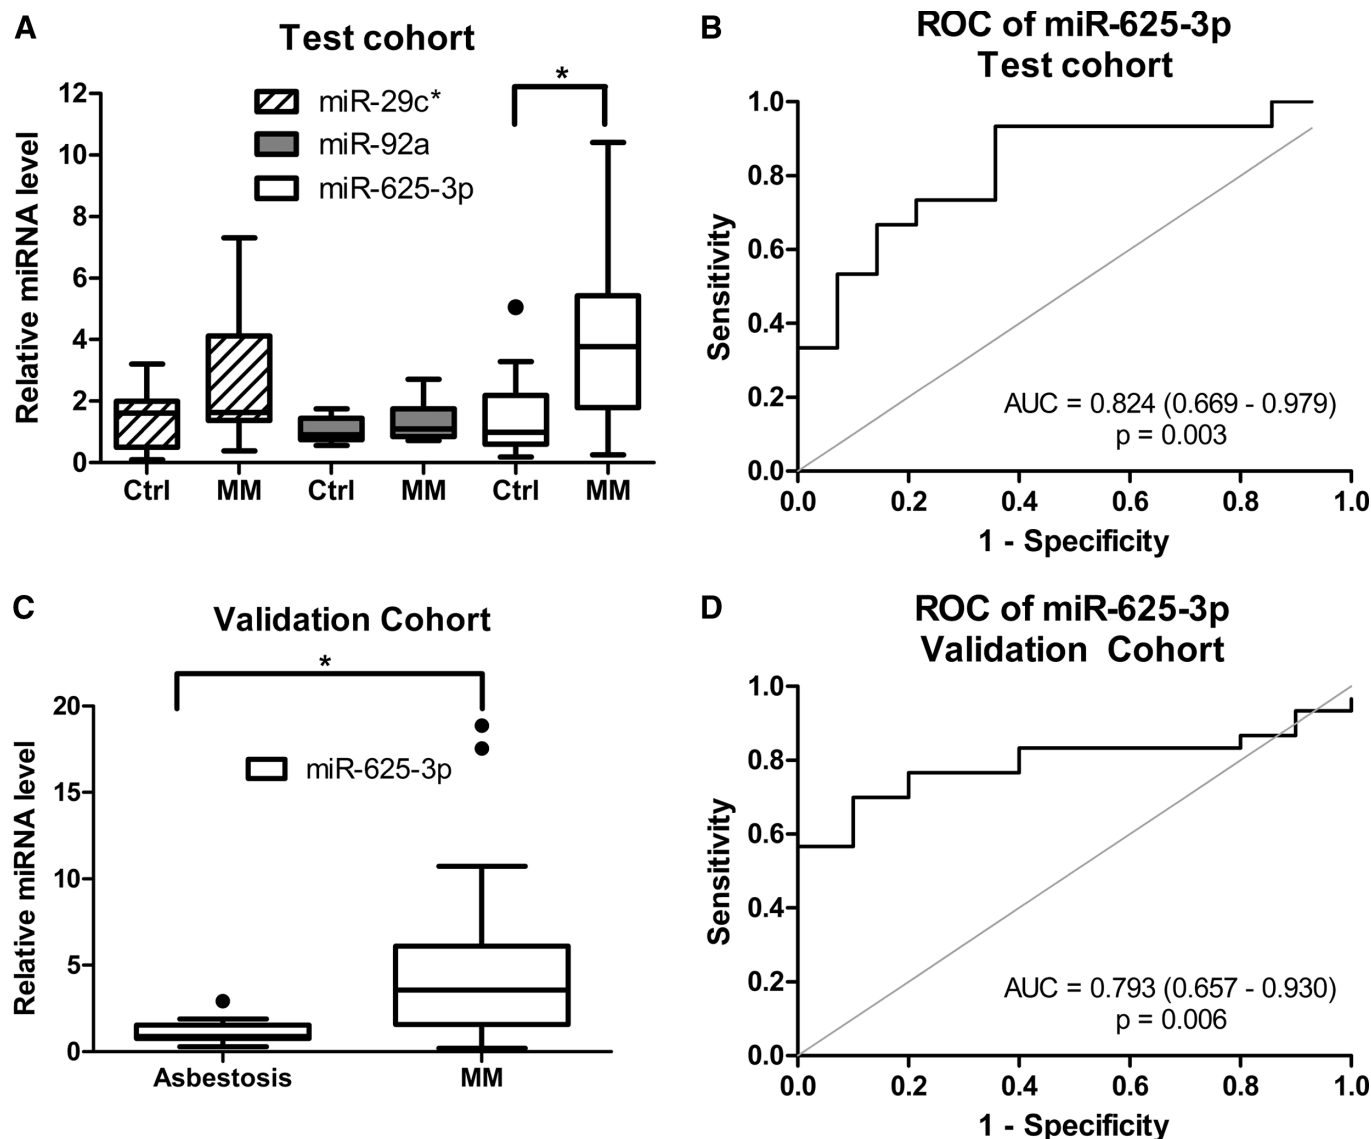 A
Test cohort
*
miR-29c*
miR-92a
miR-625-3p
Relative miRNA level
12
10
8
6
4
2
0
Ctrl MM Ctrl MM Ctrl MM
B
ROC of miR-625-3p
Test cohort
Sensitivity
1.0
0.8
0.6
0.4
0.2
0.0
AUC = 0.824 (0.669 - 0.979)
p = 0.003
0.0 0.2 0.4 0.6 0.8 1.0
1 - Specificity
C
Validation Cohort
*
miR-625-3p
Relative miRNA level
20
15
10
5
0
Asbestosis MM
D
ROC of miR-625-3p
Validation Cohort
Sensitivity
1.0
0.8
0.6
0.4
0.2
0.0
AUC = 0.793 (0.657 - 0.930)
p = 0.006
0.0 0.2 0.4 0.6 0.8 1.0
1 - Specificity